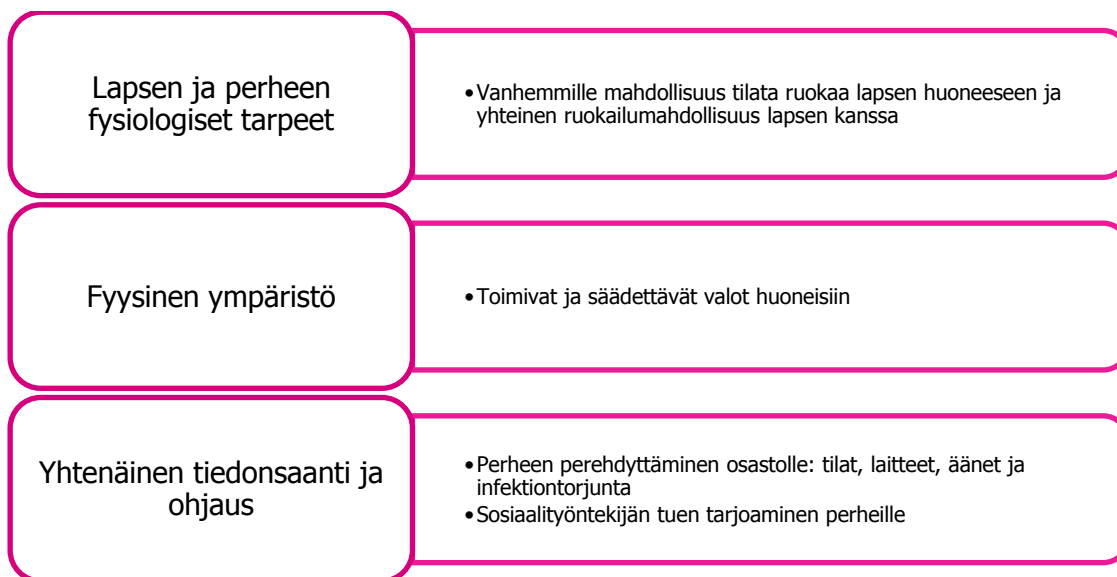 Lapsen ja perheen
fysiologiset tarpeet
•Vanhemmille mahdollisuus tilata ruokaa lapsen huoneeseen ja
yhteinen ruokailumahdollisuus lapsen kanssa
Fyysinen ympäristö
•Toimivat ja säädettävät valot huoneisiin
Yhtenäinen tiedonsaanti ja
ohjaus
•Perheen perehdyttäminen osastolle: tilat, laitteet, äänet ja
infektiontorjunta
•Sosiaalityöntekijän tuen tarjoaminen perheille